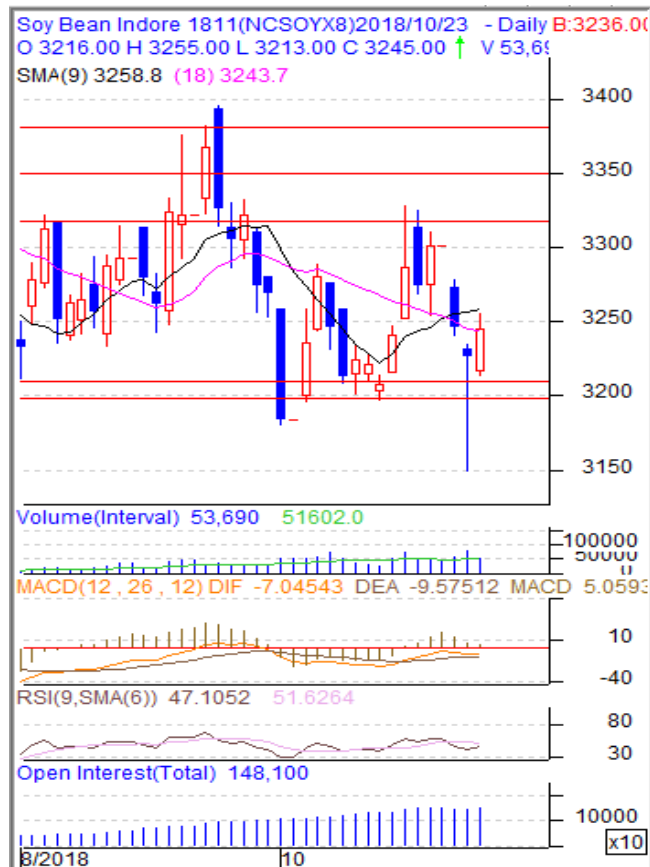 Soy Bean Indore 1811(NCSOYX8)2018/10/23 - Daily B:3236.00
O 3216.00 H 3255.00 L 3213.00 C 3245.00 ↑ V 53,69
SMA(9) 3258.8 (18) 3243.7
3400
3350
3300
3250
3200
3150
Volume(Interval) 53,690 51602.0
100000
50000
0
MACD(12 , 26 , 12) DIF -7.04543 DEA -9.57512 MACD 5.0593
10
-40
RSI(9,SMA(6)) 47.1052 51.6264
80
30
Open Interest(Total) 148,100
10000
x10
8/2018 10